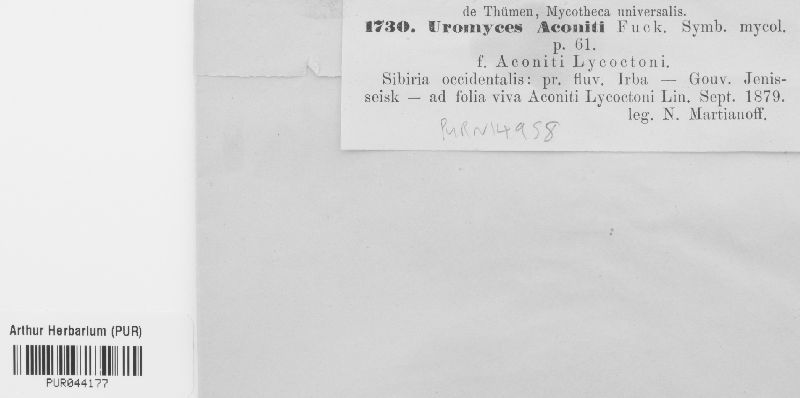 de Thümen, Mycotheca universalis.
1730. Uromyces Aconiti Fuck. Symb. mycol.
p. 61.
f. Aconiti Lycoctoni.
Sibiria occidentalis: pr. fluv. Irba — Gouv. Jenis-
seisk — ad folia viva Aconiti Lycoctoni Lin. Sept. 1879.
leg. N. Martianoff.
PUR N14958
Arthur Herbarium (PUR)
PUR044177